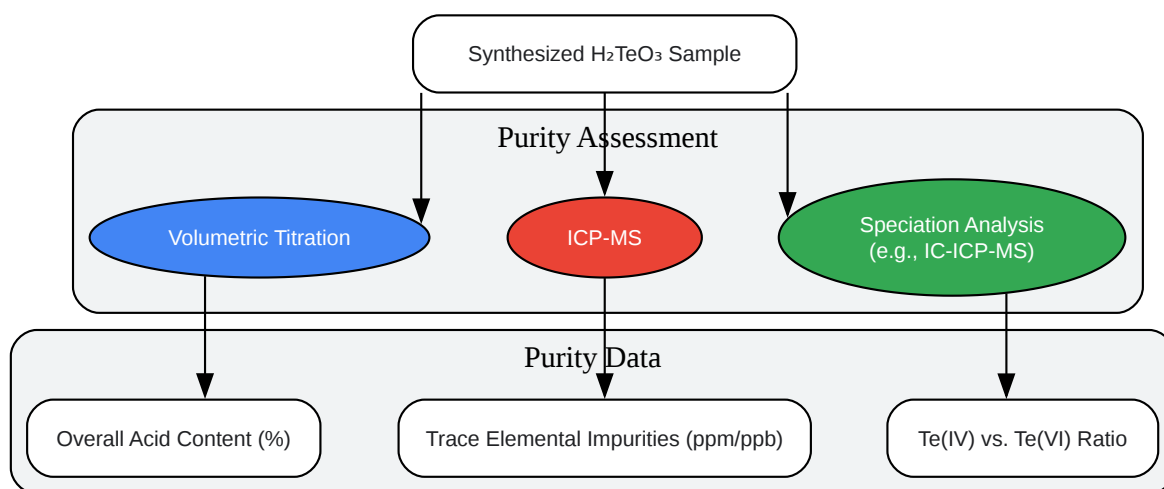 Synthesized H₂TeO₃ Sample
Purity Assessment
Volumetric Titration
ICP-MS
Speciation Analysis
(e.g., IC-ICP-MS)
Purity Data
Overall Acid Content (%)
Trace Elemental Impurities (ppm/ppb)
Te(IV) vs. Te(VI) Ratio